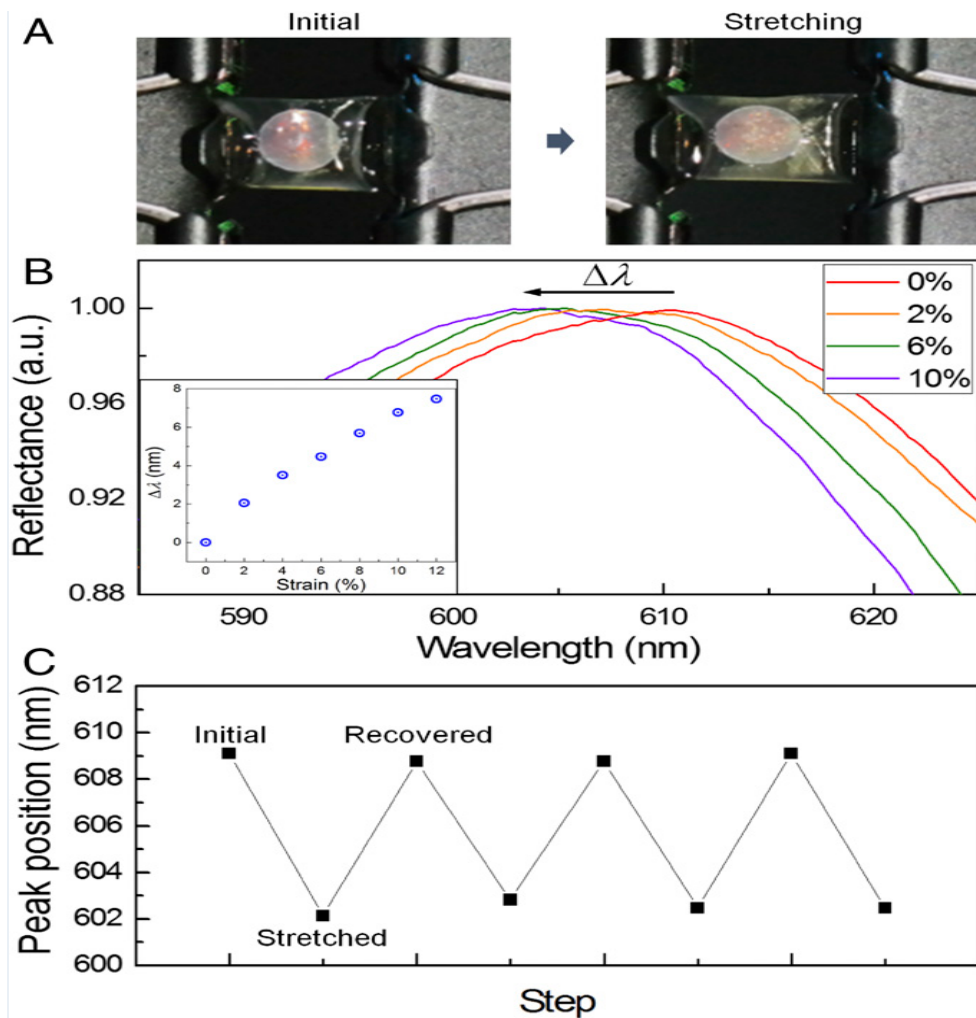 A
Initial
Stretching
B
Δλ
0%
2%
6%
10%
Reflectance (a.u.)
1.00
0.96
0.92
0.88
590
600
610
620
Wavelength (nm)
Δλ (nm)
8
6
4
2
0
0 2 4 6 8 10 12
Strain (%)
C
Peak position (nm)
612
610
608
606
604
602
600
Initial
Recovered
Stretched
Step